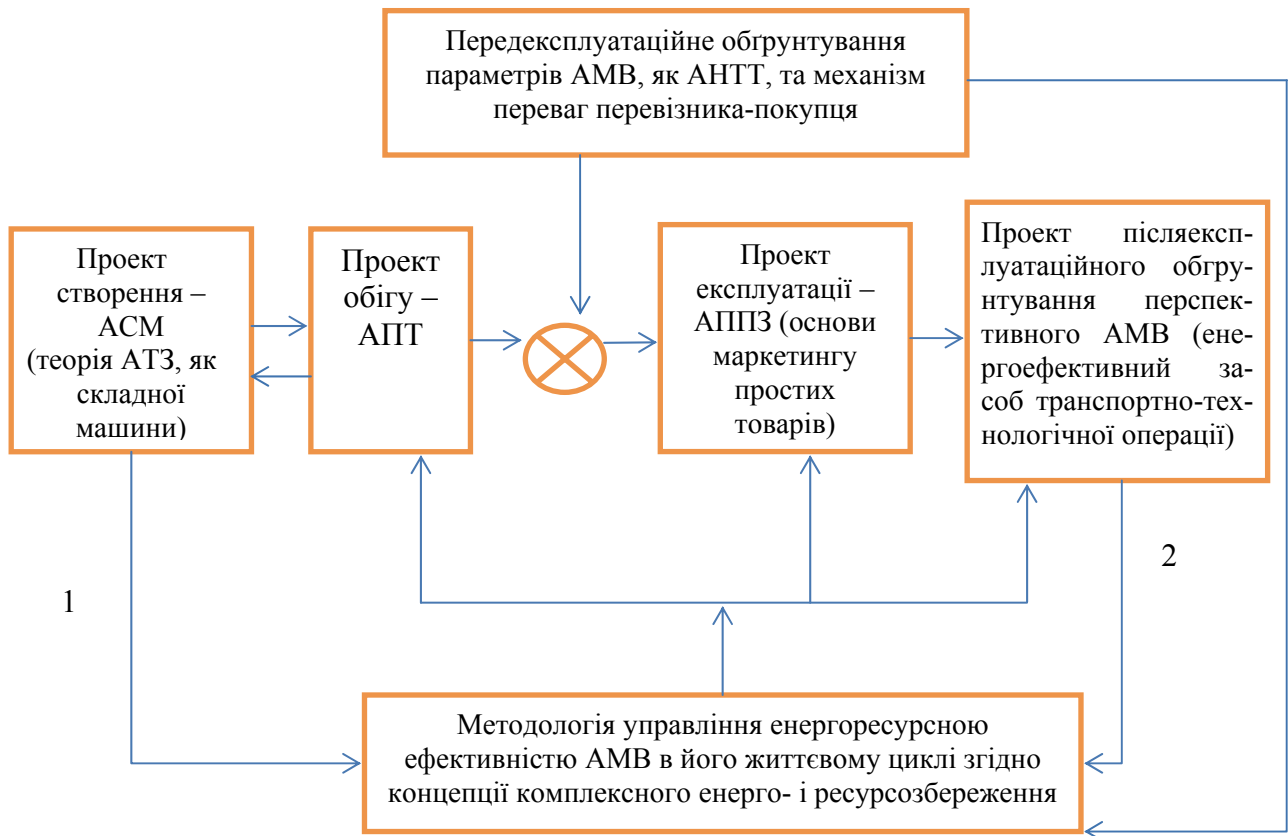 Передексплуатаційне обґрунтування
параметрів АМВ, як АНТТ, та механізм
переваг перевізника-покупця
Проект
створення –
АСМ
(теорія АТЗ, як
складної
машини)
Проект
обігу –
АПТ
Проект
експлуатації –
АППЗ (основи
маркетингу
простих
товарів)
Проект післяексп-
луатаційного обгру-
нтування перспек-
тивного АМВ (ене-
ргоефективний за-
соб транспортно-тех-
нологічної операції)
1
2
Методологія управління енергоресурсною
ефективністю АМВ в його життєвому циклі згідно
концепції комплексного енерго- і ресурсозбереження